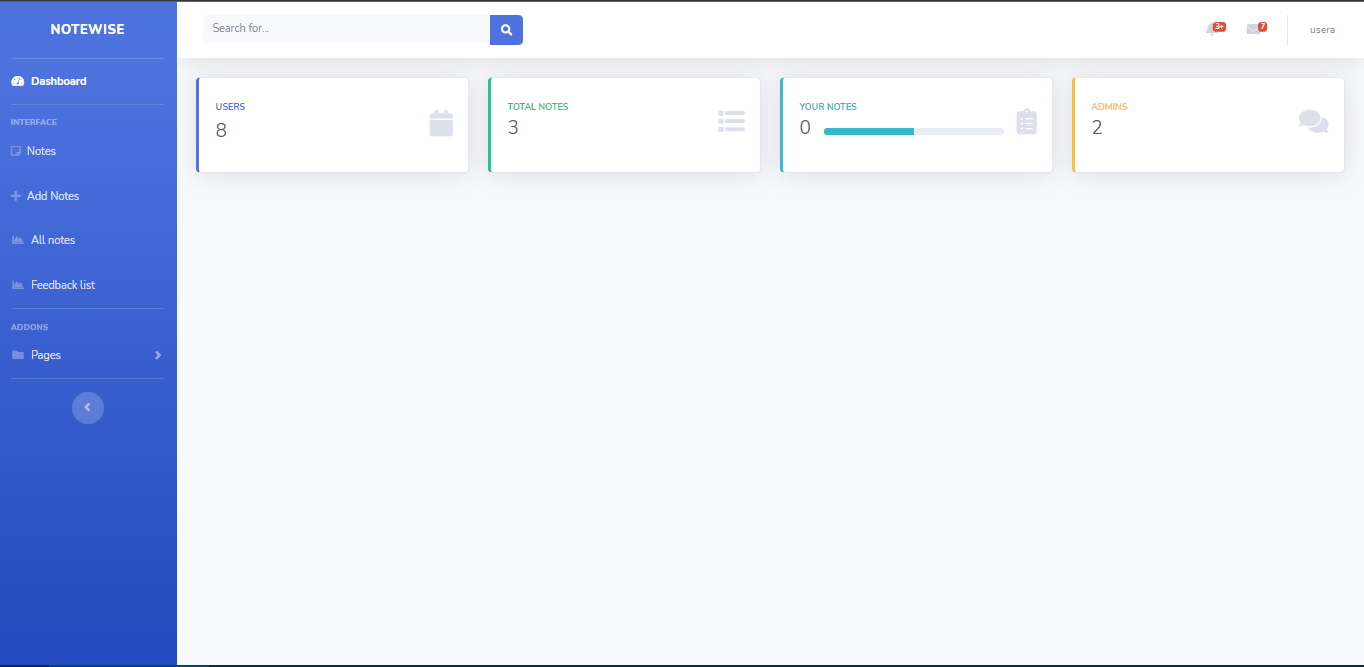 NOTEWISE
Search for...
3+
7
usera
Dashboard
INTERFACE
Notes
Add Notes
All notes
Feedback list
ADDONS
Pages
USERS
8
TOTAL NOTES
3
YOUR NOTES
0
ADMINS
2